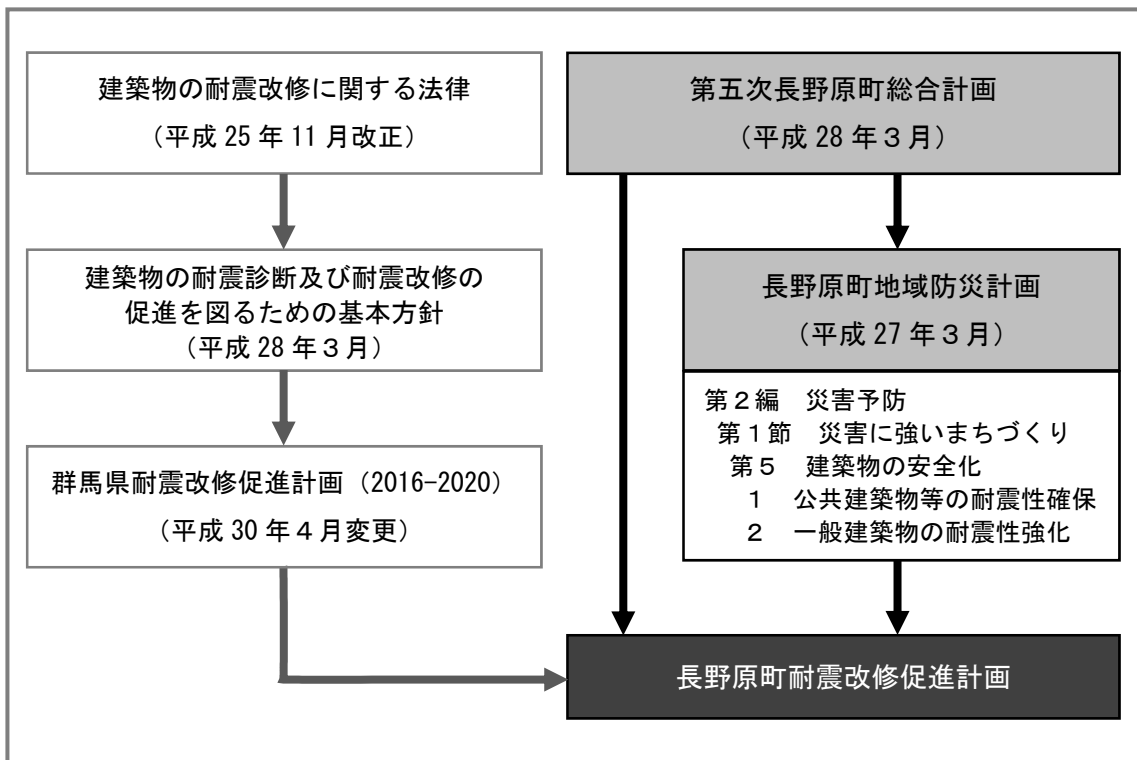 建築物の耐震改修に関する法律
（平成 25 年 11 月改正）
建築物の耐震診断及び耐震改修の
促進を図るための基本方針
（平成 28 年３月）
群馬県耐震改修促進計画（2016-2020）
（平成 30 年４月変更）
第五次長野原町総合計画
（平成 28 年３月）
長野原町地域防災計画
（平成 27 年３月）
第２編　災害予防
第１節　災害に強いまちづくり
第５　建築物の安全化
１　公共建築物等の耐震性確保
２　一般建築物の耐震性強化
長野原町耐震改修促進計画